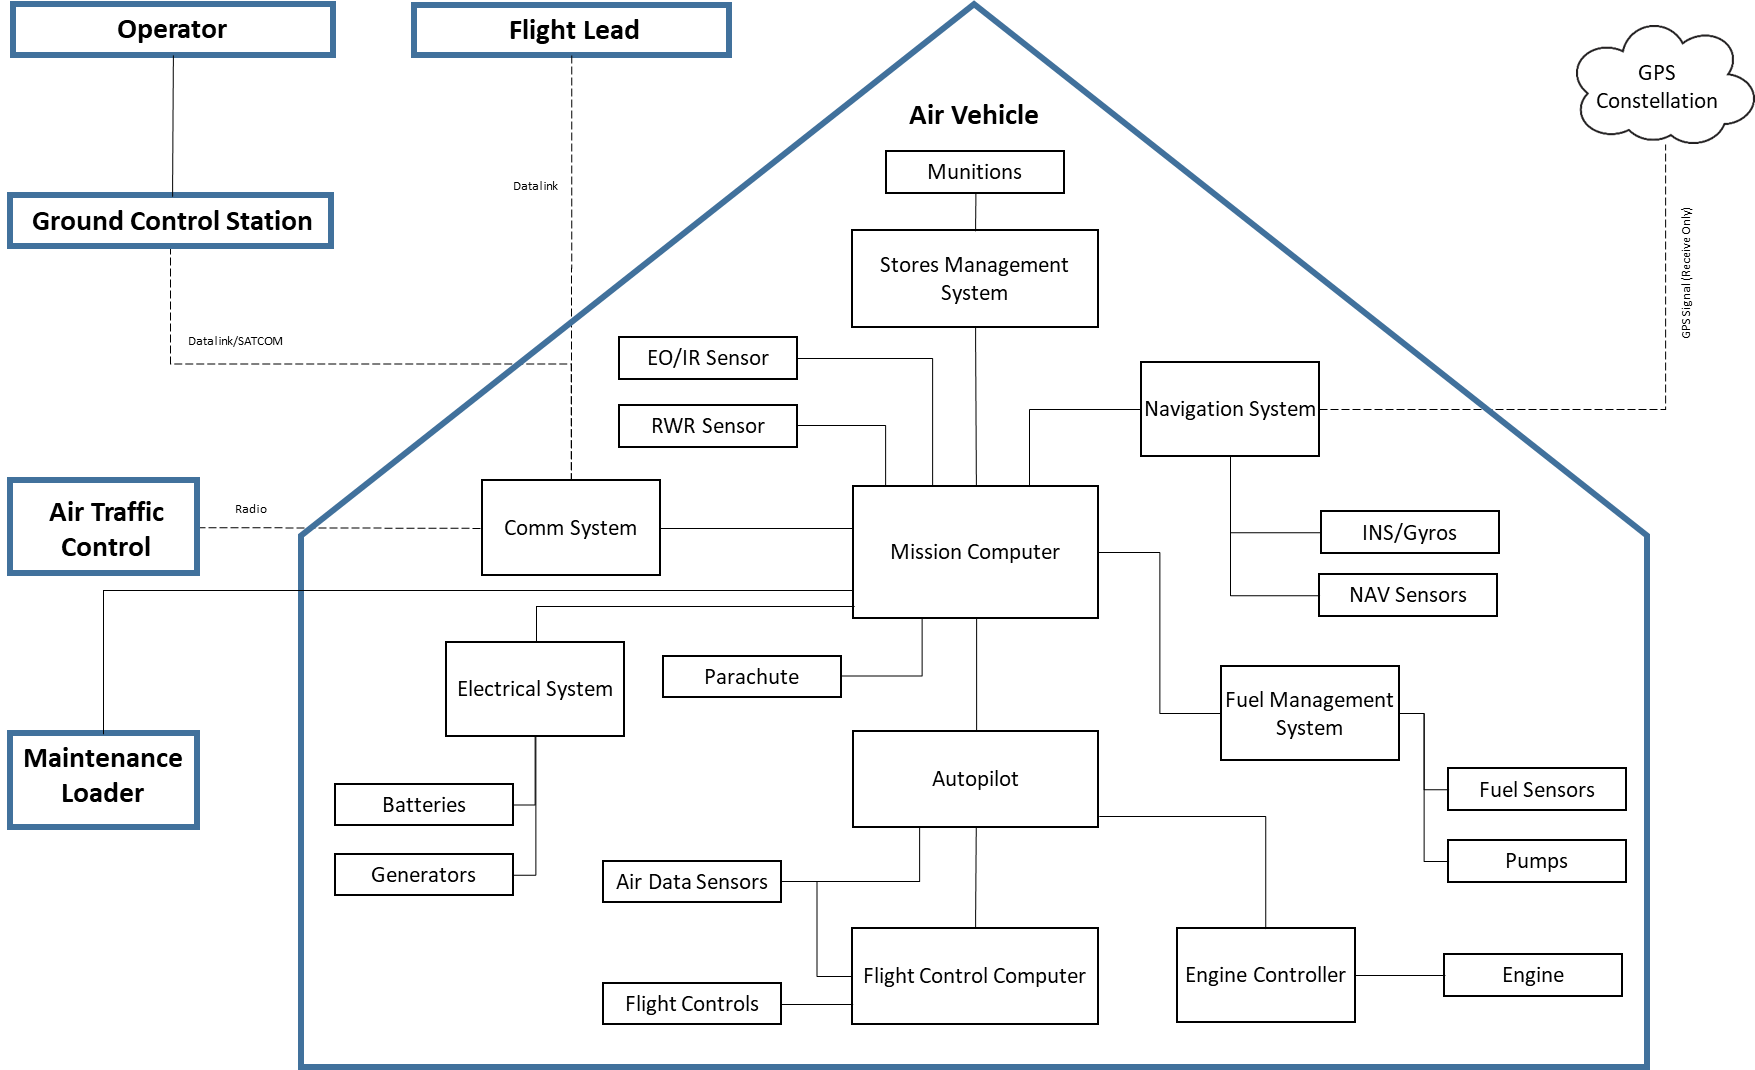 Operator
Flight Lead
GPS
Constellation
Air Vehicle
Munitions
Datalink
Ground Control Station
GPS Signal (Receive Only)
Stores Management
System
Datalink/SATCOM
EO/IR Sensor
Navigation System
RWR Sensor
Air Traffic
Control
Radio
Comm System
Mission Computer
INS/Gyros
NAV Sensors
Electrical System
Parachute
Fuel Management
System
Maintenance
Loader
Autopilot
Fuel Sensors
Batteries
Pumps
Generators
Air Data Sensors
Flight Control Computer
Engine Controller
Engine
Flight Controls